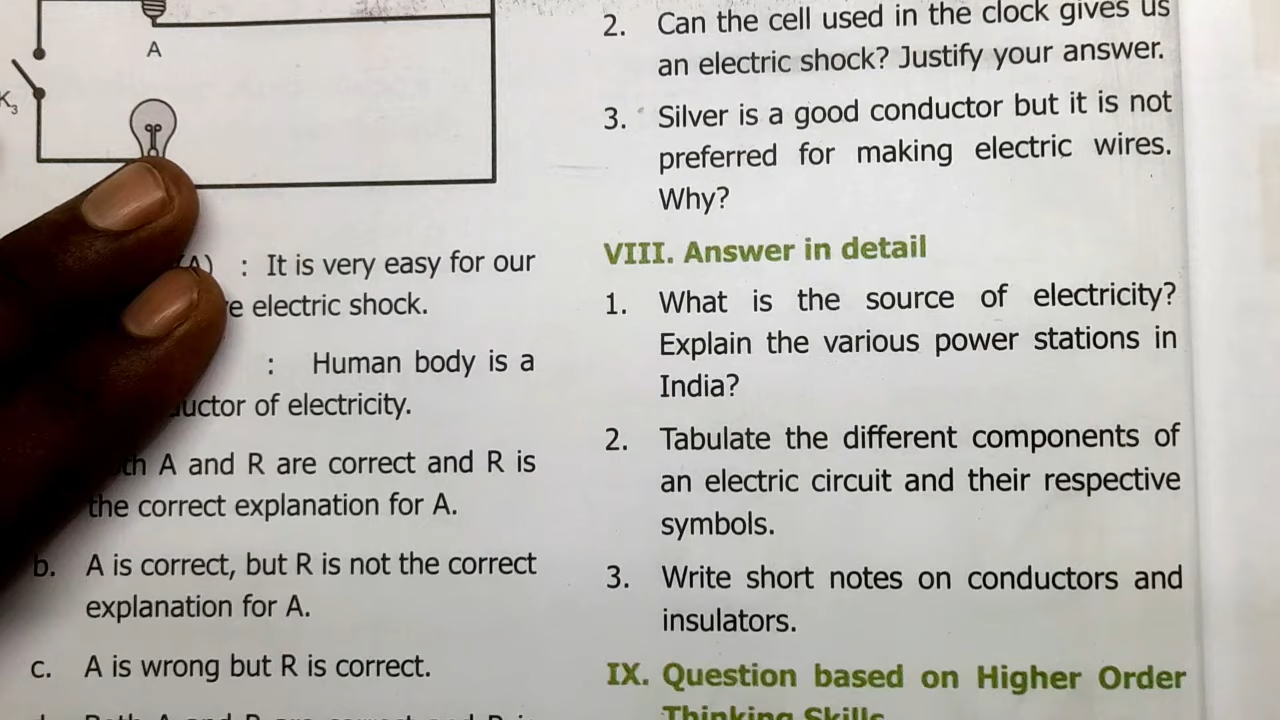 A
K3
(A) : It is very easy for our
electric shock.
: Human body is a
of electricity.
A and R are correct and R is
the correct explanation for A.
b. A is correct, but R is not the correct
explanation for A.
c. A is wrong but R is correct.
2. Can the cell used in the clock gives us
an electric shock? Justify your answer.
3. Silver is a good conductor but it is not
preferred for making electric wires.
Why?
VIII. Answer in detail
1. What is the source of electricity?
Explain the various power stations in
India?
2. Tabulate the different components of
an electric circuit and their respective
symbols.
3. Write short notes on conductors and
insulators.
IX. Question based on Higher Order
Thinking Skills